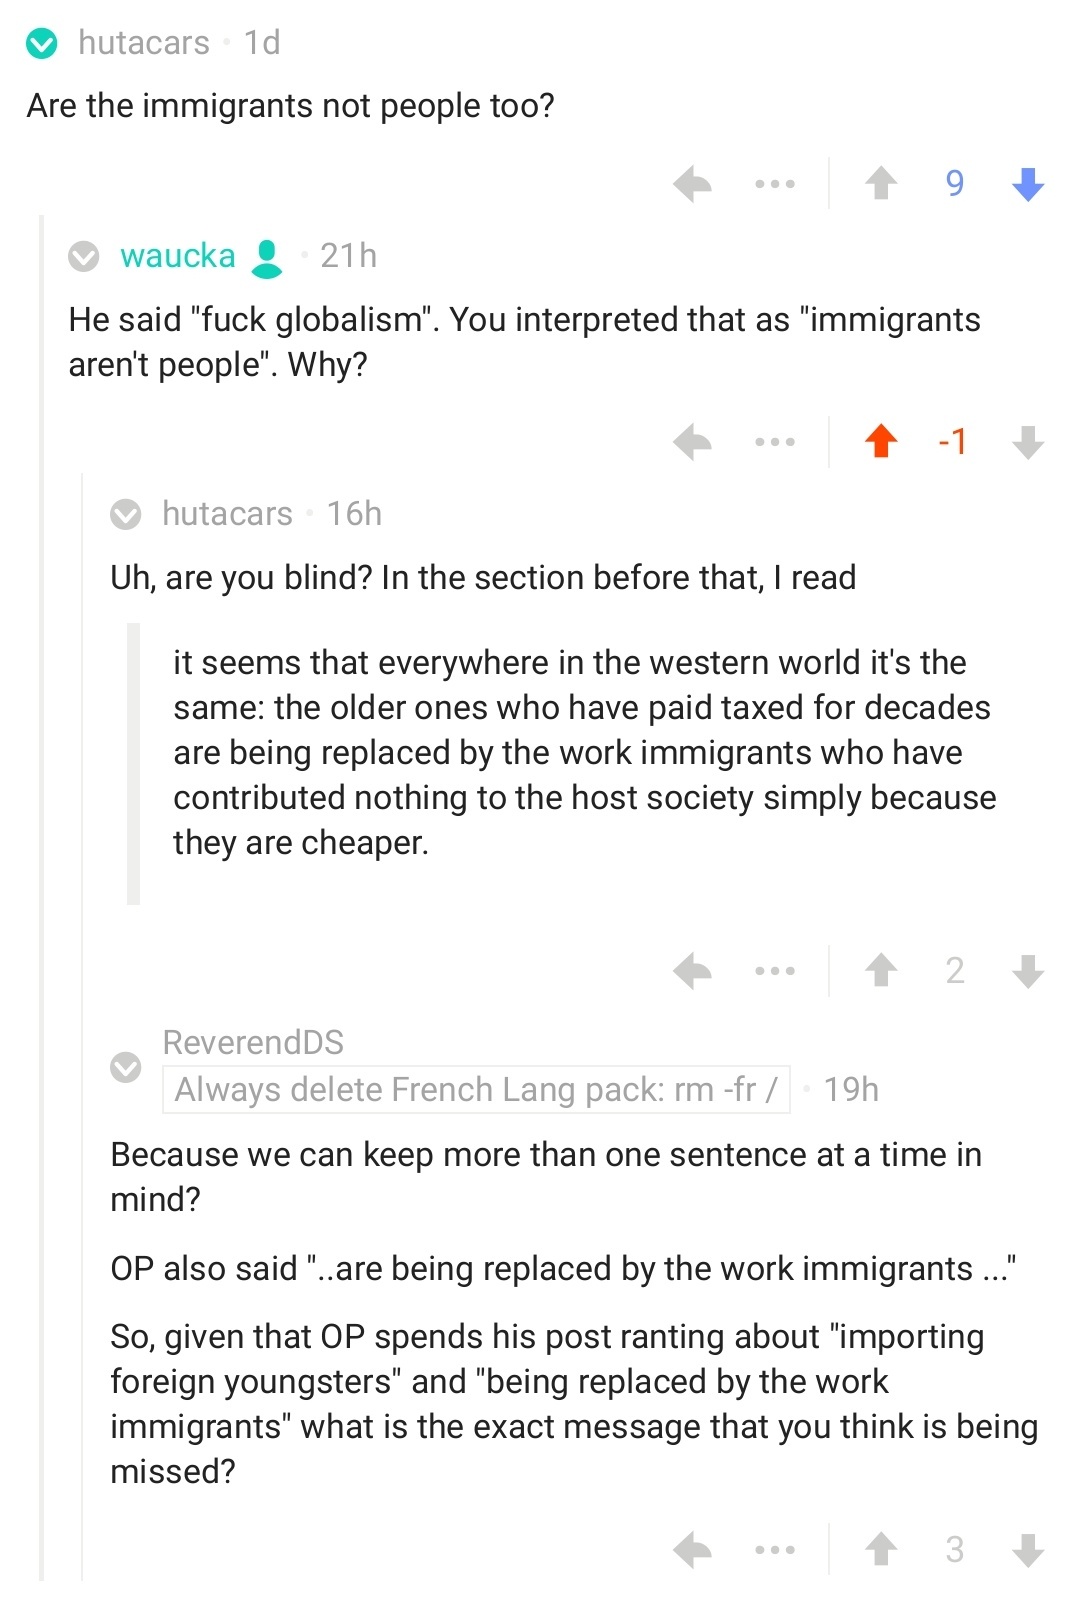 hutacars · 1d
Are the immigrants not people too?
9
waucka · 21h
He said "fuck globalism". You interpreted that as "immigrants
aren't people". Why?
-1
hutacars · 16h
Uh, are you blind? In the section before that, I read
it seems that everywhere in the western world it's the
same: the older ones who have paid taxed for decades
are being replaced by the work immigrants who have
contributed nothing to the host society simply because
they are cheaper.
2
ReverendDS
Always delete French Lang pack: rm -fr / · 19h
Because we can keep more than one sentence at a time in
mind?
OP also said "..are being replaced by the work immigrants ..."
So, given that OP spends his post ranting about "importing
foreign youngsters" and "being replaced by the work
immigrants" what is the exact message that you think is being
missed?
3